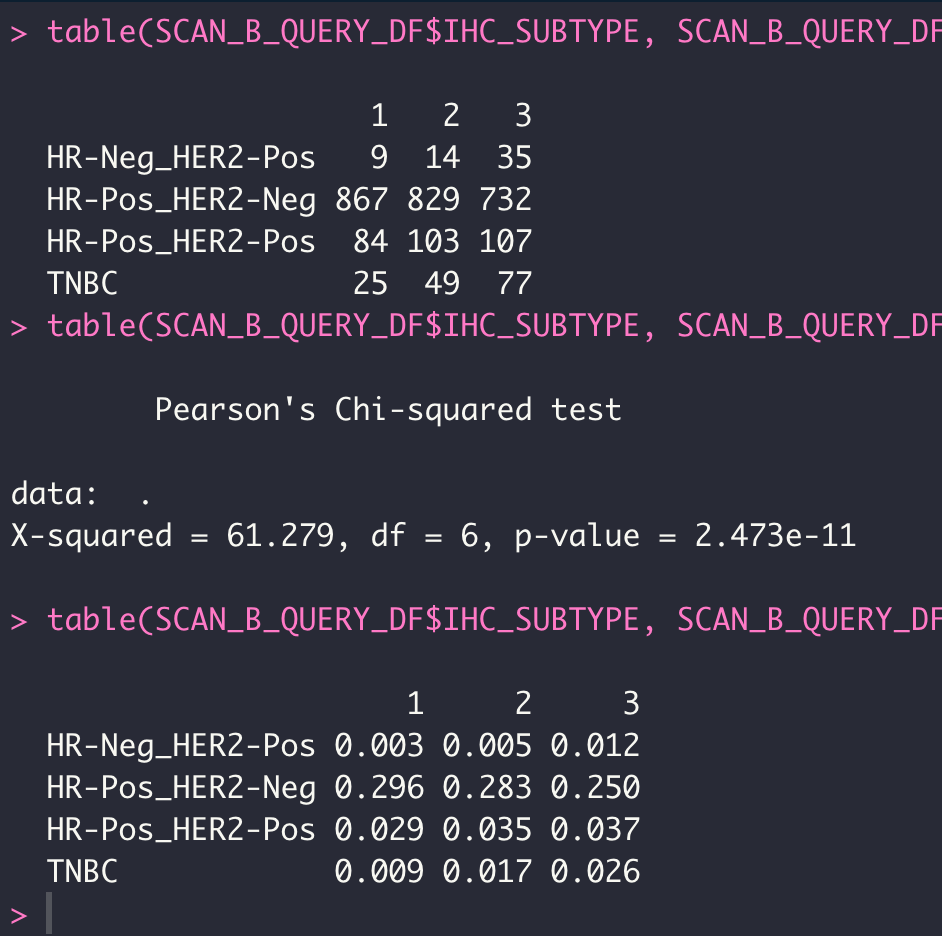 > table(SCAN_B_QUERY_DF$IHC_SUBTYPE, SCAN_B_QUERY_DF
1 2 3
HR-Neg_HER2-Pos 9 14 35
HR-Pos_HER2-Neg 867 829 732
HR-Pos_HER2-Pos 84 103 107
TNBC 25 49 77
> table(SCAN_B_QUERY_DF$IHC_SUBTYPE, SCAN_B_QUERY_DF
Pearson's Chi-squared test
data: .
X-squared = 61.279, df = 6, p-value = 2.473e-11
> table(SCAN_B_QUERY_DF$IHC_SUBTYPE, SCAN_B_QUERY_DF
1 2 3
HR-Neg_HER2-Pos 0.003 0.005 0.012
HR-Pos_HER2-Neg 0.296 0.283 0.250
HR-Pos_HER2-Pos 0.029 0.035 0.037
TNBC 0.009 0.017 0.026
>